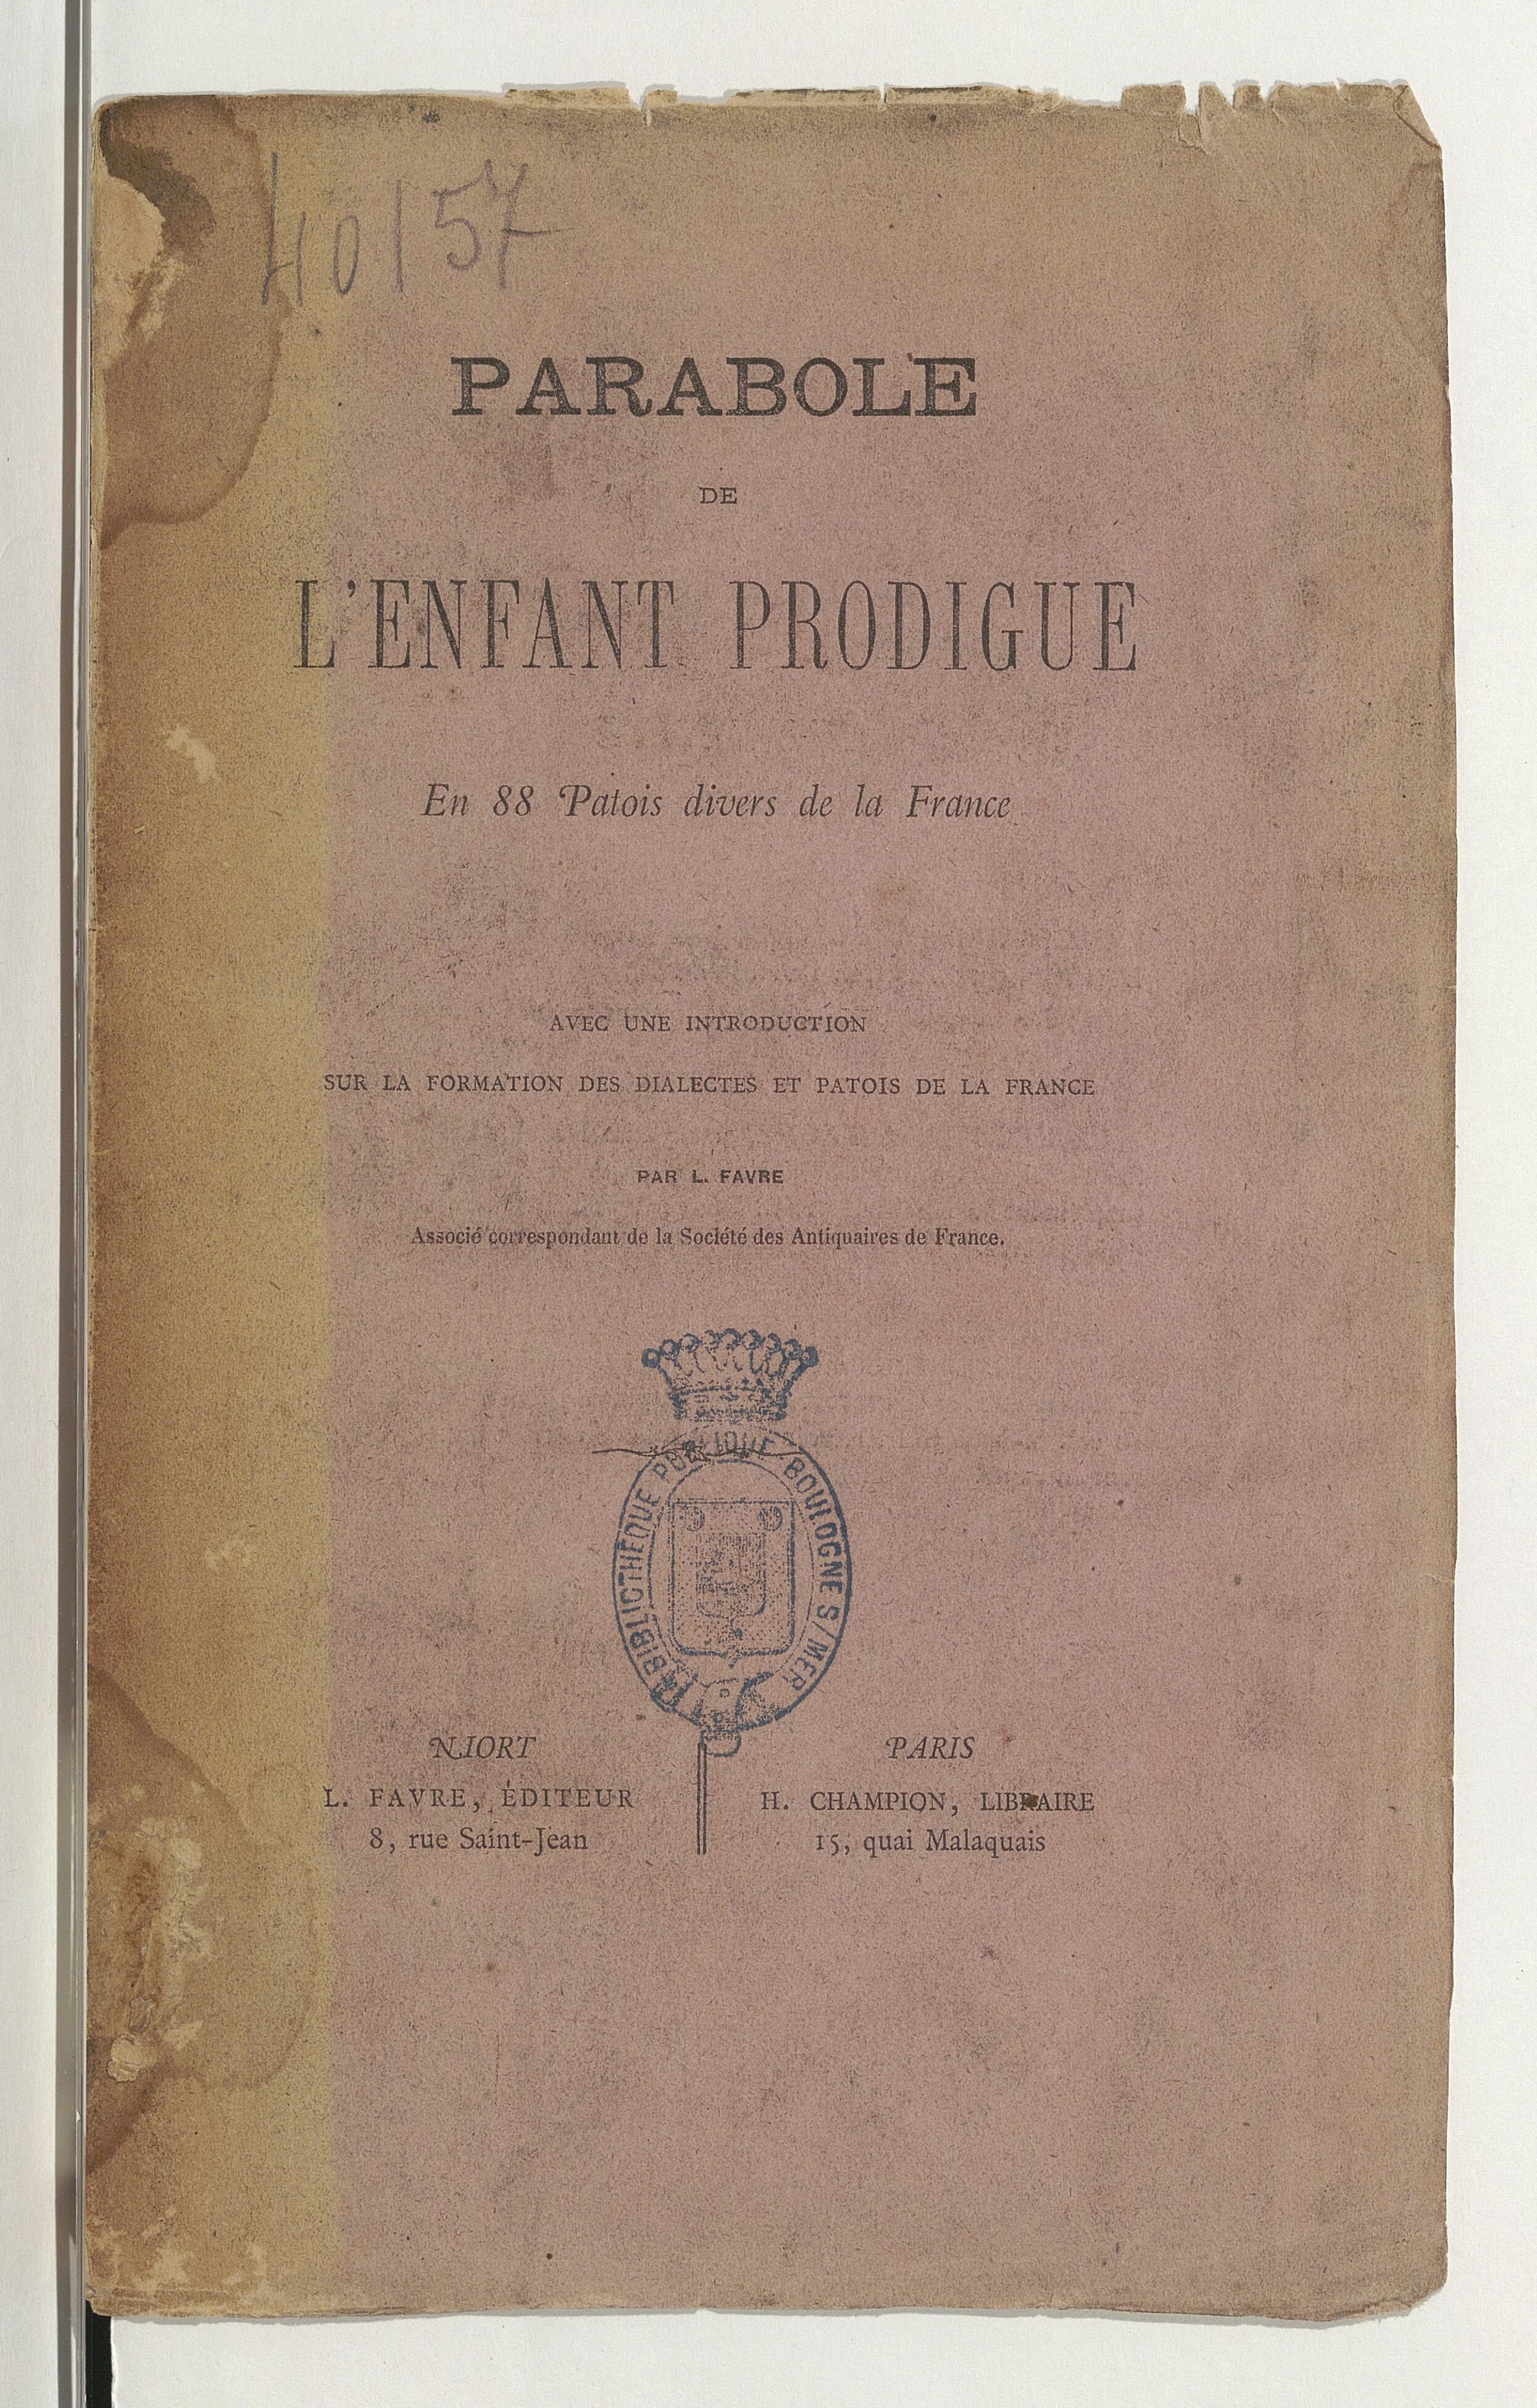 40157
PARABOLE
DE
L'ENFANT PRODIGUE
En 88 Patois divers de la France
AVEC UNE INTRODUCTION
SUR LA FORMATION DES DIALECTES ET PATOIS DE LA FRANCE
PAR L. FAVRE
Associé correspondant de la Société des Antiquaires de France.
BIBLIOTHEQUE PUBLIQUE BOULOGNE S/MER
NIORT
L. FAVRE, ÉDITEUR
8, rue Saint-Jean
PARIS
H. CHAMPION, LIBRAIRE
15, quai Malaquais